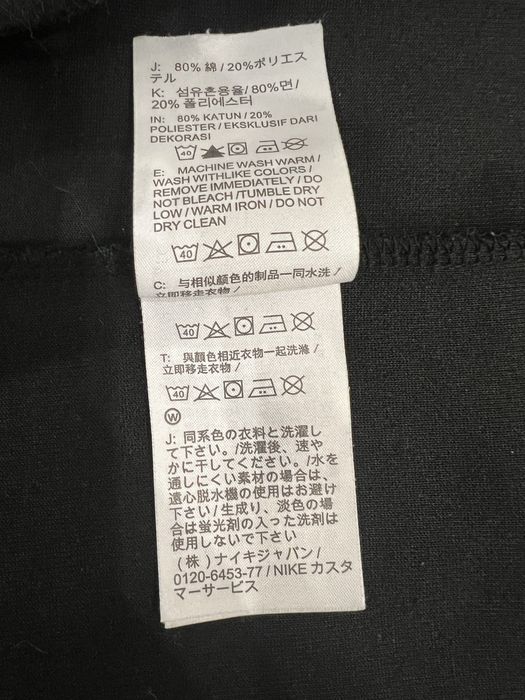 J: 80% 綿 / 20%ポリエス
テル
K: 섬유혼용율/ 80%면/
20% 폴리에스터
IN: 80% KATUN / 20%
POLIESTER / EKSKLUSIF DARI
DEKORASI
40
E: MACHINE WASH WARM /
WASH WITHLIKE COLORS /
REMOVE IMMEDIATELY / DO
NOT BLEACH /TUMBLE DRY
LOW / WARM IRON / DO NOT
DRY CLEAN
40
C: 与相似颜色的制品一同水洗 /
立即移走衣物 /
40
T: 與顏色相近衣物一起洗滌 /
立即移走衣物 /
40
W
J: 同系色の衣料と洗濯し
て下さい。/洗濯後、速や
かに干してください。/水を
通しにくい素材の場合は、
遠心脱水機の使用はお避け
下さい/ 生成り、淡色の場
合は蛍光剤の入った洗剤は
使用しないで下さい
(株) ナイキジャパン/
0120-6453-77 / NIKE カスタ
マーサービス